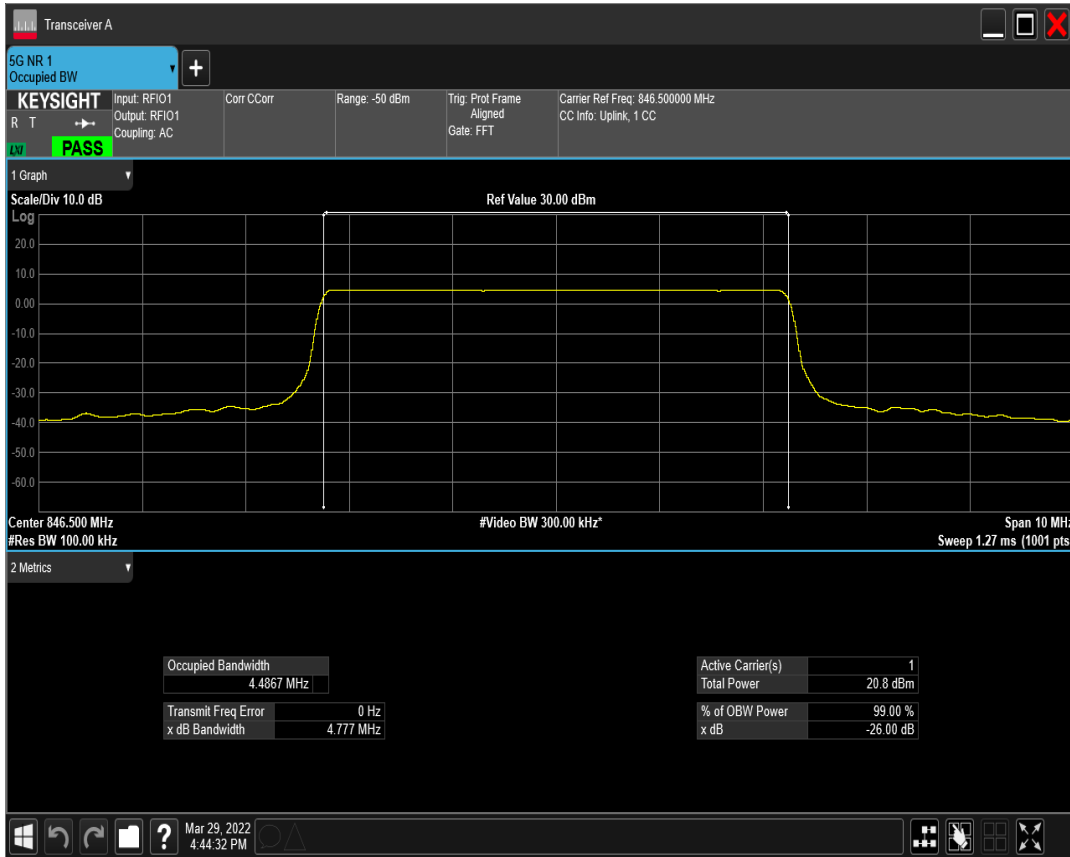 Transceiver A
5G NR 1
Occupied BW
KEYSIGHT
R T
LXI
PASS
Input: RFIO1
Output: RFIO1
Coupling: AC
Corr CCorr
Range: -50 dBm
Trig: Prot Frame
Aligned
Gate: FFT
Carrier Ref Freq: 846.500000 MHz
CC Info: Uplink, 1 CC
1 Graph
Scale/Div 10.0 dB
Ref Value 30.00 dBm
Log
20.0
10.0
0.00
-10.0
-20.0
-30.0
-40.0
-50.0
-60.0
Center 846.500 MHz
#Video BW 300.00 kHz*
Span 10 MHz
#Res BW 100.00 kHz
Sweep 1.27 ms (1001 pts
2 Metrics
Occupied Bandwidth
4.4867 MHz
Transmit Freq Error 0 Hz
x dB Bandwidth 4.777 MHz
Active Carrier(s) 1
Total Power 20.8 dBm
% of OBW Power 99.00 %
x dB -26.00 dB
?
Mar 29, 2022
4:44:32 PM